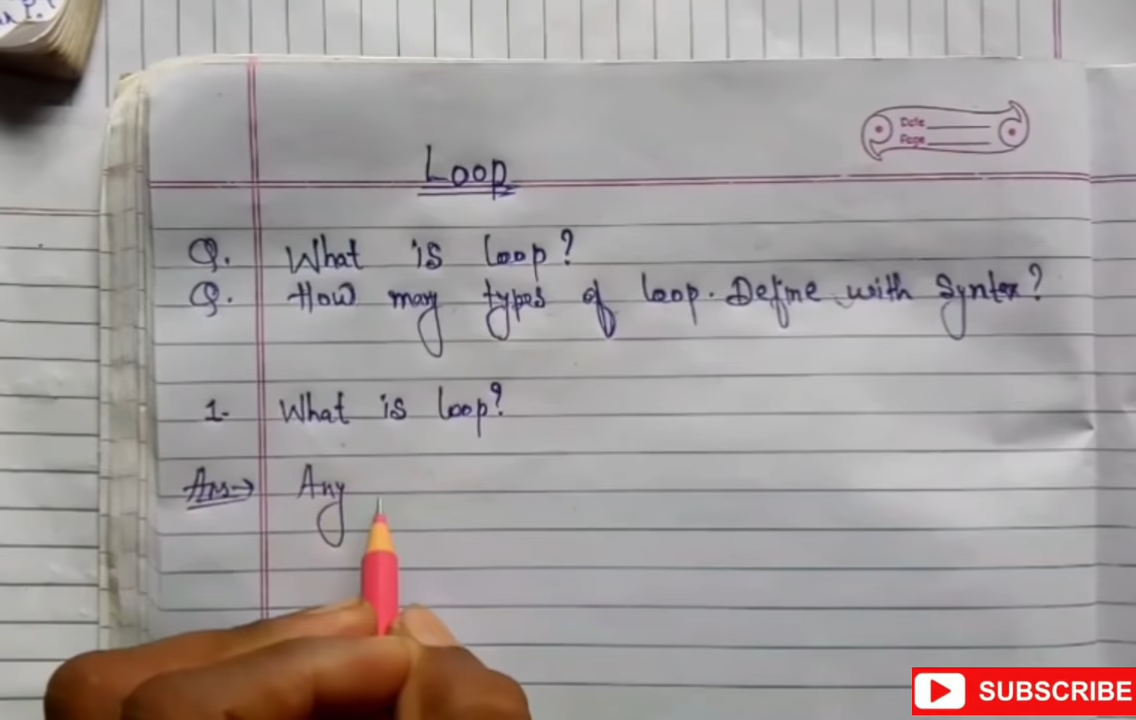 Date
Page
Loop
Q. What is loop?
Q. How many types of loop. Define with Syntex?
1. What is loop?
Ans→ Any
SUBSCRIBE